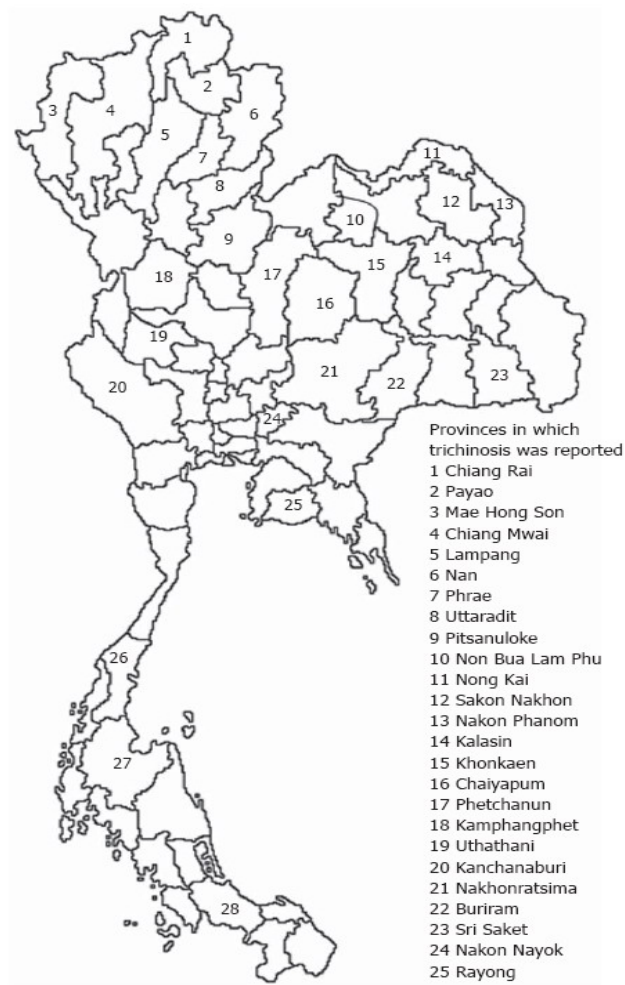 1
2
3
4
5
6
7
8
9
10
11
12
13
14
15
16
17
18
19
20
21
22
23
24
25
26
27
28
Provinces in which
trichinosis was reported
1 Chiang Rai
2 Payao
3 Mae Hong Son
4 Chiang Mwai
5 Lampang
6 Nan
7 Phrae
8 Uttaradit
9 Pitsanuloke
10 Non Bua Lam Phu
11 Nong Kai
12 Sakon Nakhon
13 Nakon Phanom
14 Kalasin
15 Khonkaen
16 Chaiyapum
17 Phetchanun
18 Kamphangphet
19 Uthathani
20 Kanchanaburi
21 Nakhonratsima
22 Buriram
23 Sri Saket
24 Nakon Nayok
25 Rayong